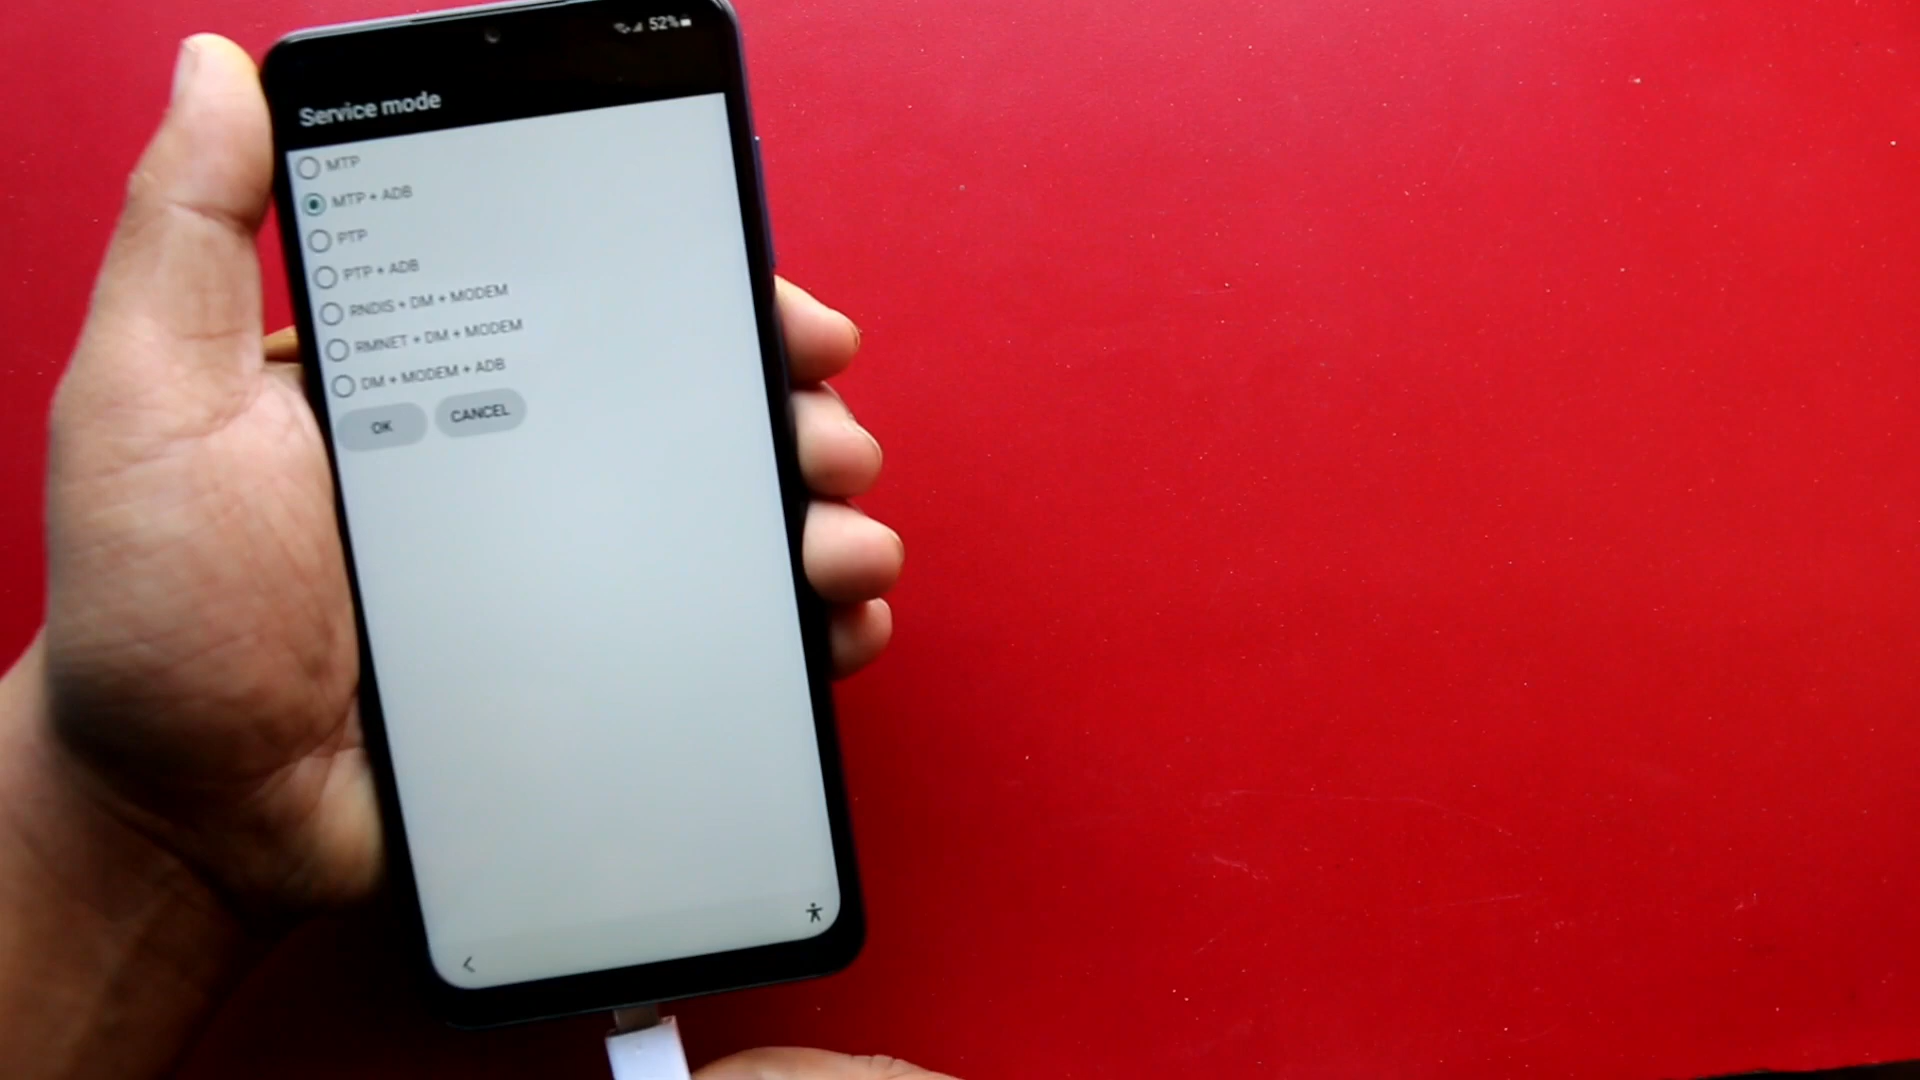 52%
Service mode
MTP
MTP + ADB
PTP
PTP + ADB
RNDIS + DM + MODEM
RMNET + DM + MODEM
DM + MODEM + ADB
OK CANCEL